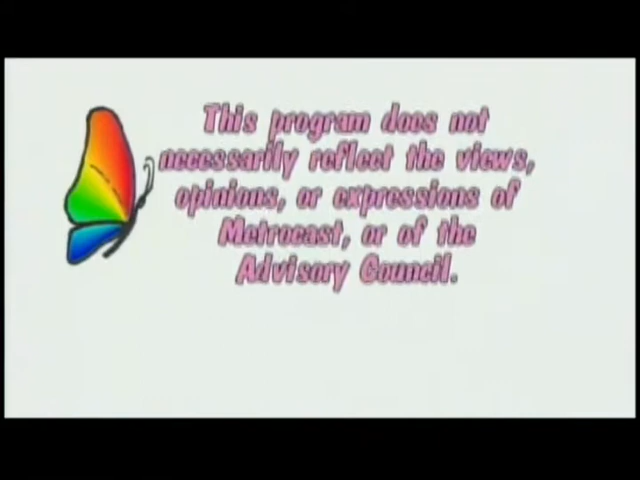 This program does not
necessarily reflect the views,
opinions, or expressions of
Metrocast, or of the
Advisory Council.